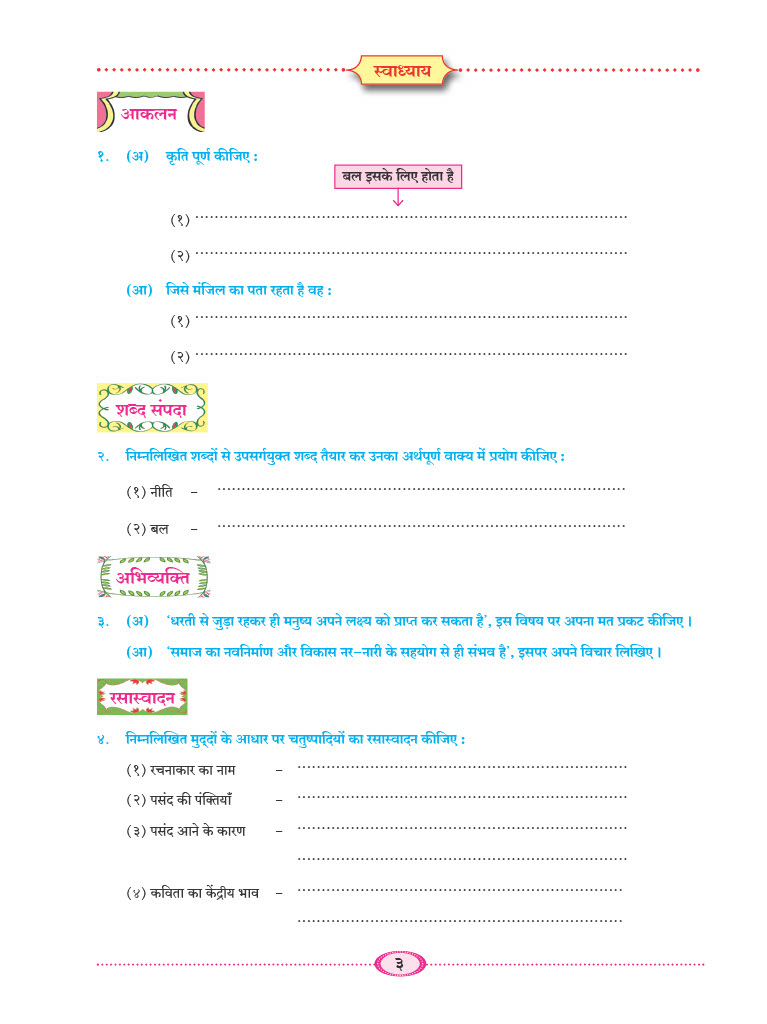 स्वाध्याय
आकलन
१. (अ) कृति पूर्ण कीजिए :
बल इसके लिए होता है
(१) ....................................................................
(२) ....................................................................
(आ) जिसे मंजिल का पता रहता है वह :
(१) ....................................................................
(२) ....................................................................
शब्द संपदा
२. निम्नलिखित शब्दों से उपसर्गयुक्त शब्द तैयार कर उनका अर्थपूर्ण वाक्य में प्रयोग कीजिए :
(१) नीति – ....................................................................
(२) बल – ....................................................................
अभिव्यक्ति
३. (अ) ‘धरती से जुड़ा रहकर ही मनुष्य अपने लक्ष्य को प्राप्त कर सकता है’, इस विषय पर अपना मत प्रकट कीजिए ।
(आ) ‘समाज का नवनिर्माण और विकास नर-नारी के सहयोग से ही संभव है’, इसपर अपने विचार लिखिए ।
रसास्वादन
४. निम्नलिखित मुद्‌दों के आधार पर चतुष्पादियों का रसास्वादन कीजिए :
(१) रचनाकार का नाम – ....................................................................
(२) पसंद की पंक्तियाँ – ....................................................................
(३) पसंद आने के कारण – ....................................................................
....................................................................
(४) कविता का केंद्रीय भाव – ....................................................................
....................................................................
३